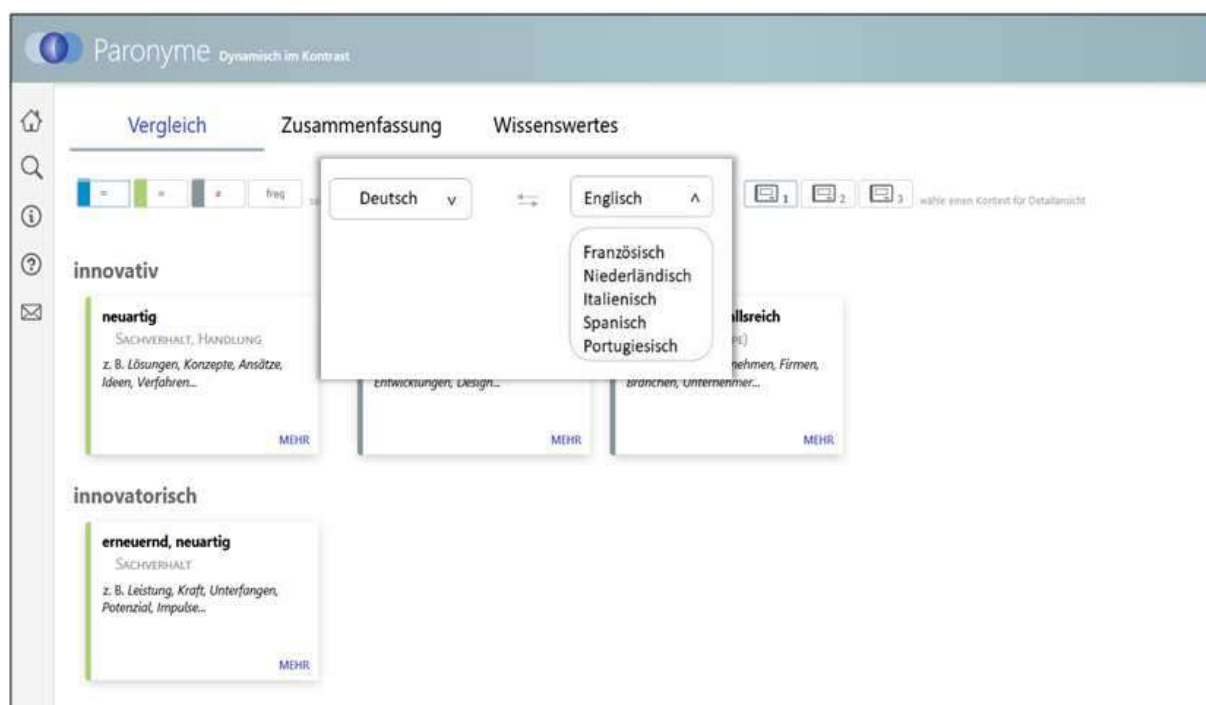 Paronyme Dynamisch im Kontrast
Vergleich Zusammenfassung Wissenswertes
= ≈ ≠ freq
Deutsch v Englisch ʌ
1 2 3 wähle einen Kontext für Detailansicht
Französisch
Niederländisch
Italienisch
Spanisch
Portugiesisch
innovativ
neuartig
SACHVERHALT, HANDLUNG
z. B. Lösungen, Konzepte, Ansätze,
Ideen, Verfahren...
MEHR
Entwicklungen, Design...
MEHR
Firmen,
Branchen, Unternehmer...
MEHR
innovatorisch
erneuernd, neuartig
SACHVERHALT
z. B. Leistung, Kraft, Unterfangen,
Potenzial, Impulse...
MEHR